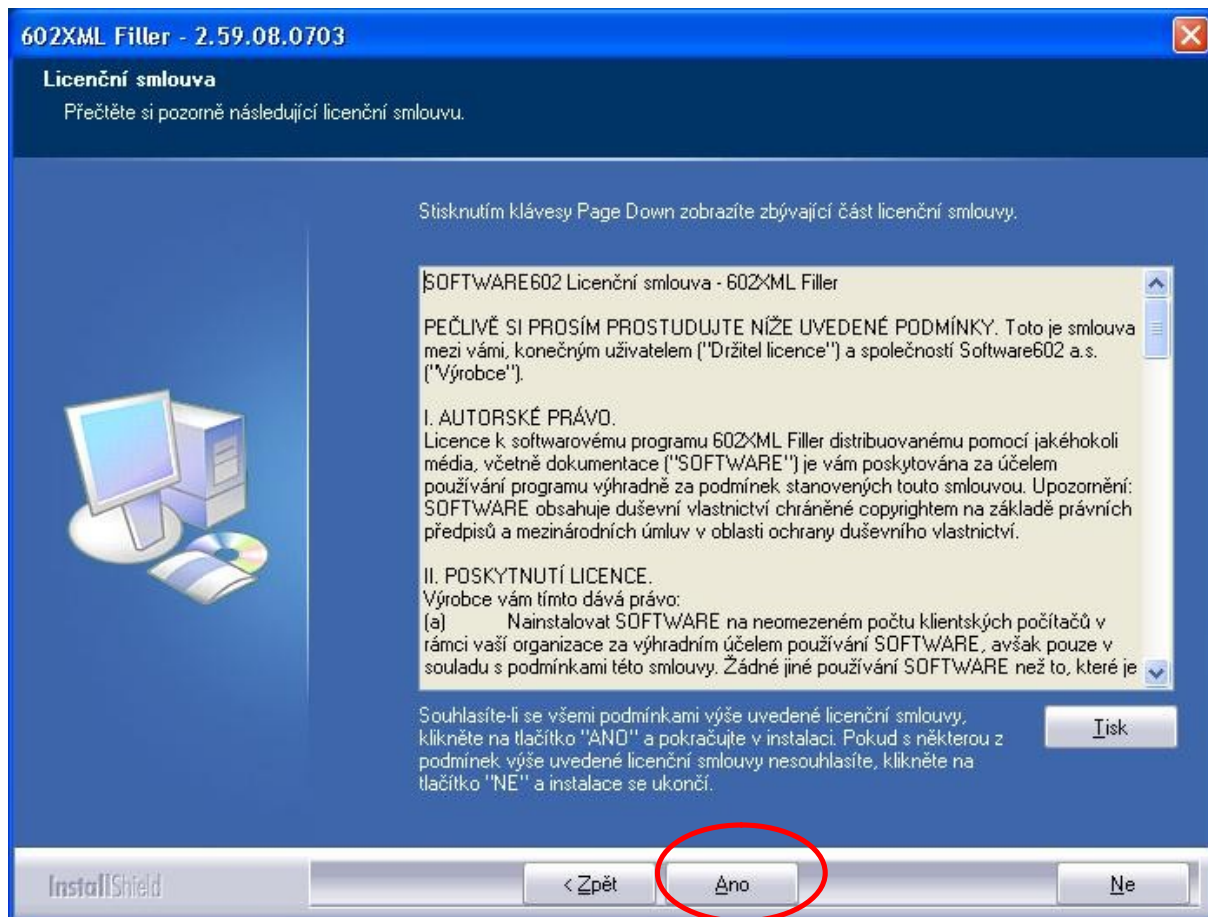 602XML Filler - 2.59.08.0703
Licenční smlouva
Přečtěte si pozorně následující licenční smlouvu.
Stisknutím klávesy Page Down zobrazíte zbývající část licenční smlouvy.
SOFTWARE602 Licenční smlouva - 602XML Filler
PEČLIVĚ SI PROSÍM PROSTUDUJTE NÍŽE UVEDENÉ PODMÍNKY. Toto je smlouva
mezi vámi, konečným uživatelem ("Držitel licence") a společností Software602 a.s.
("Výrobce").
I. AUTORSKÉ PRÁVO.
Licence k softwarovému programu 602XML Filler distribuovanému pomocí jakéhokoli
média, včetně dokumentace ("SOFTWARE") je vám poskytována za účelem
používání programu výhradně za podmínek stanovených touto smlouvou. Upozornění:
SOFTWARE obsahuje duševní vlastnictví chráněné copyrightem na základě právních
předpisů a mezinárodních úmluv v oblasti ochrany duševního vlastnictví.
II. POSKYTNUTÍ LICENCE.
Výrobce vám tímto dává právo:
(a) Nainstalovat SOFTWARE na neomezeném počtu klientských počítačů v
rámci vaší organizace za výhradním účelem používání SOFTWARE, avšak pouze v
souladu s podmínkami této smlouvy. Žádné jiné používání SOFTWARE než to, které je
Souhlasíte-li se všemi podmínkami výše uvedené licenční smlouvy,
klikněte na tlačítko "ANO" a pokračujte v instalaci. Pokud s některou z
podmínek výše uvedené licenční smlouvy nesouhlasíte, klikněte na
tlačítko "NE" a instalace se ukončí.
Tisk
InstallShield
< Zpět
Ano
Ne